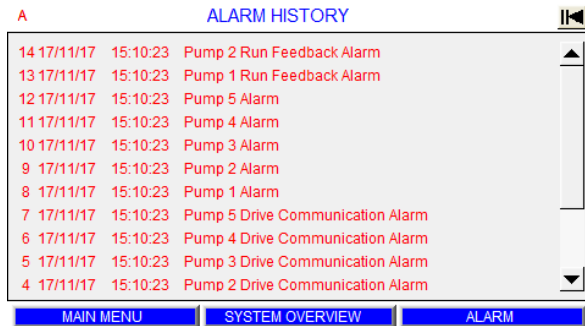 A ALARM HISTORY
14 17/11/17 15:10:23 Pump 2 Run Feedback Alarm
13 17/11/17 15:10:23 Pump 1 Run Feedback Alarm
12 17/11/17 15:10:23 Pump 5 Alarm
11 17/11/17 15:10:23 Pump 4 Alarm
10 17/11/17 15:10:23 Pump 3 Alarm
9 17/11/17 15:10:23 Pump 2 Alarm
8 17/11/17 15:10:23 Pump 1 Alarm
7 17/11/17 15:10:23 Pump 5 Drive Communication Alarm
6 17/11/17 15:10:23 Pump 4 Drive Communication Alarm
5 17/11/17 15:10:23 Pump 3 Drive Communication Alarm
4 17/11/17 15:10:23 Pump 2 Drive Communication Alarm
MAIN MENU SYSTEM OVERVIEW ALARM